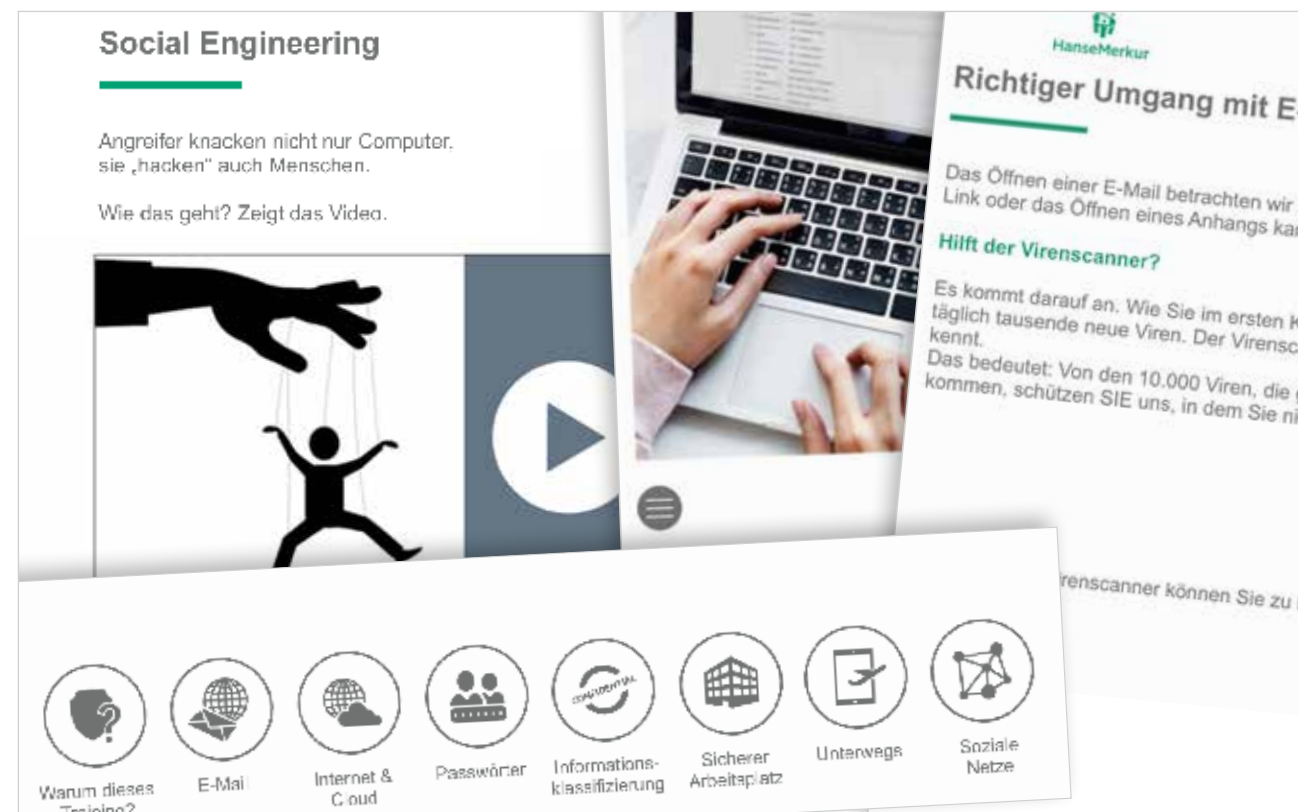 Social Engineering
Angreifer knacken nicht nur Computer,
sie „hacken“ auch Menschen.
Wie das geht? Zeigt das Video.
HanseMerkur
Richtiger Umgang mit E-
Das Öffnen einer E-Mail betrachten wir
Link oder das Öffnen eines Anhangs
Hilft der Virenscanner?
Es kommt darauf an. Wie Sie im ersten
täglich tausende neue Viren. Der
kennt.
Das bedeutet: Von den 10.000 Viren, die
kommen, schützen SIE uns, in dem Sie
können Sie zu
CONFIDENTIAL
Warum dieses
Training?
E-Mail
Internet &
Cloud
Passwörter
Informations-
klassifizierung
Sicherer
Arbeitsplatz
Unterwegs
Soziale
Netze